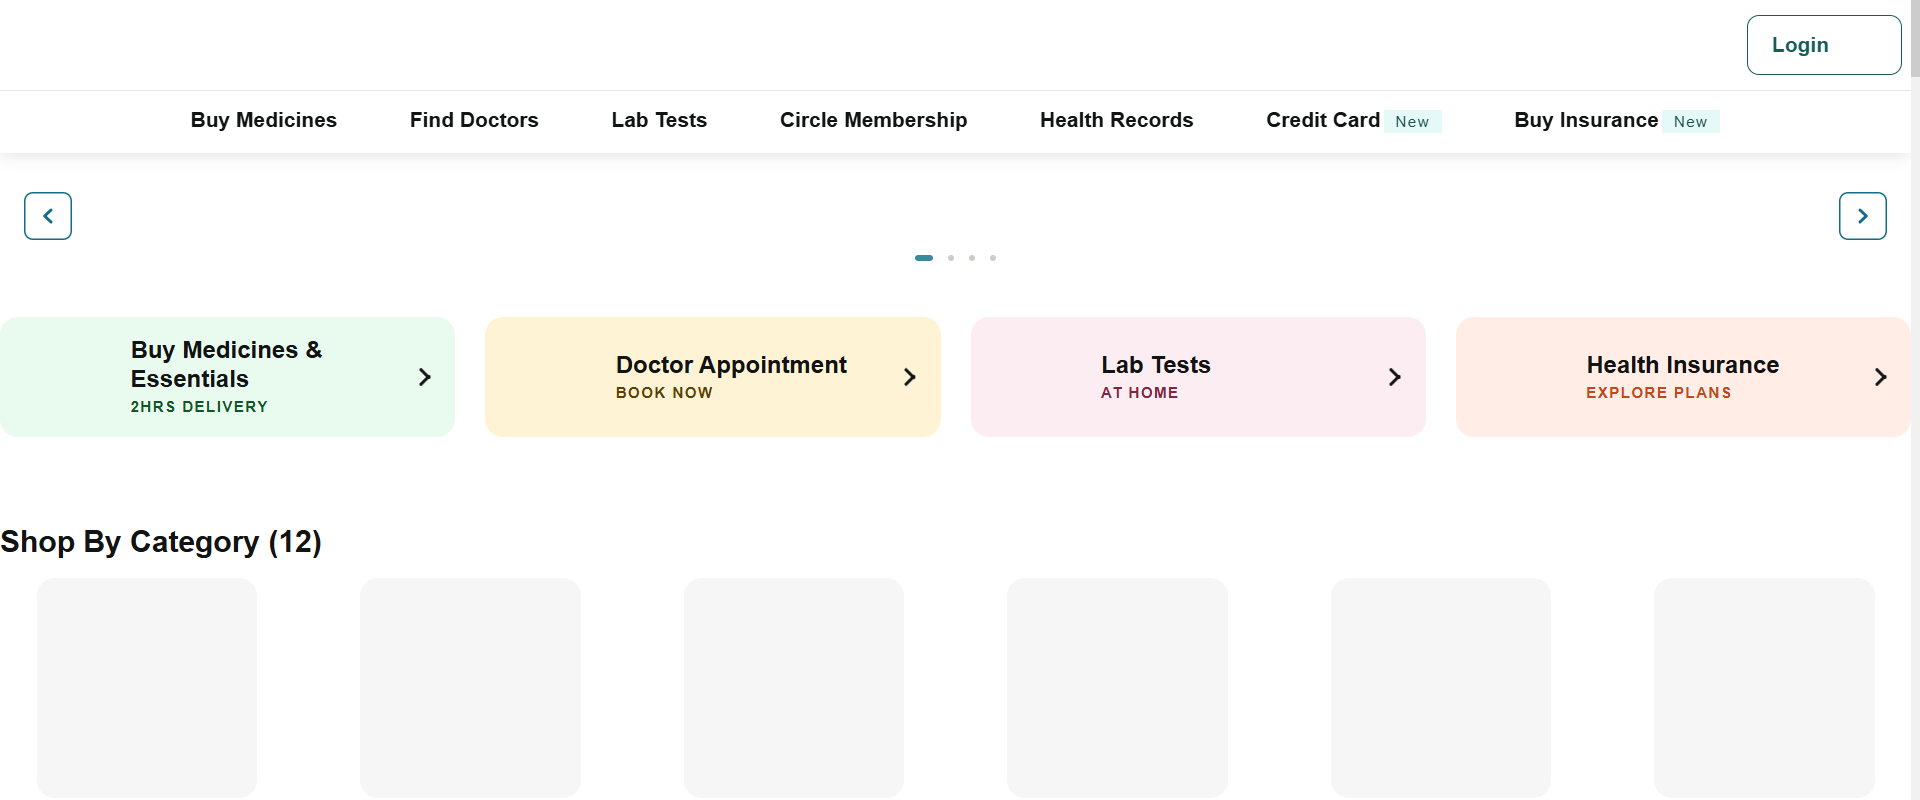 Login
Buy Medicines
Find Doctors
Lab Tests
Circle Membership
Health Records
Credit Card New
Buy Insurance New
Buy Medicines &
Essentials
2HRS DELIVERY
Doctor Appointment
BOOK NOW
Lab Tests
AT HOME
Health Insurance
EXPLORE PLANS
Shop By Category (12)